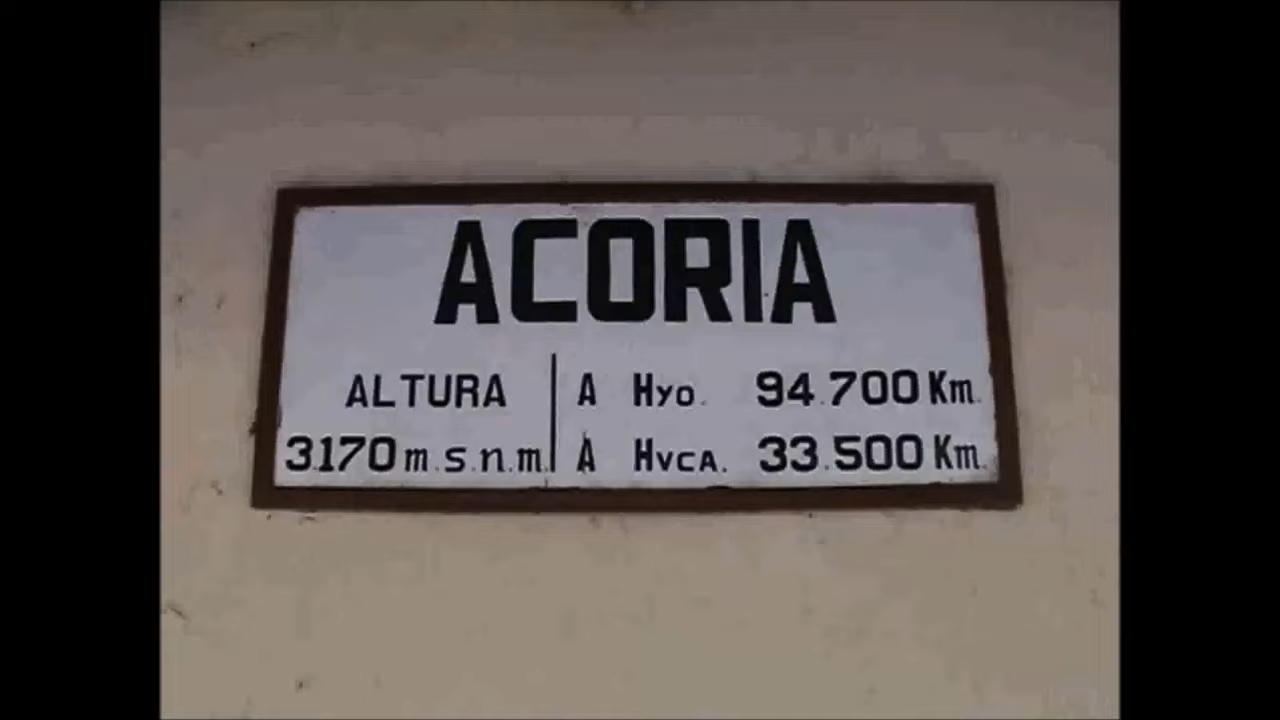 ACORIA
ALTURA
3170 m.s.n.m.
A Hyo. 94.700 Km.
A Hvca. 33.500 Km.